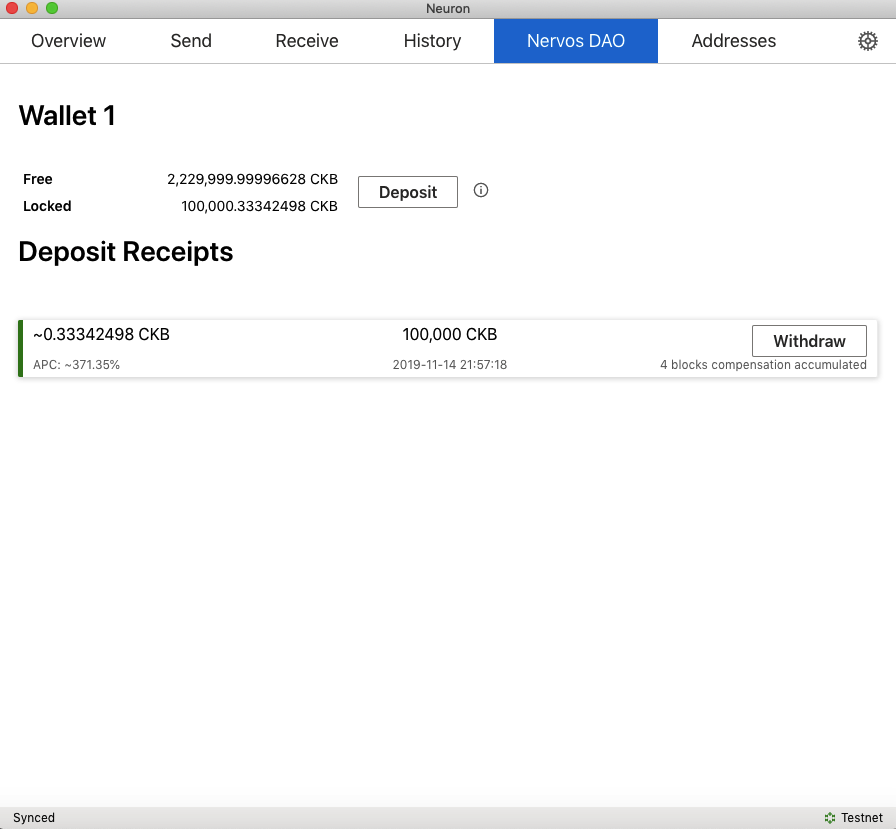 Neuron
Overview Send Receive History Nervos DAO Addresses
Wallet 1
Free 2,229,999.99996628 CKB
Deposit
Locked 100,000.33342498 CKB
Deposit Receipts
~0.33342498 CKB 100,000 CKB Withdraw
APC: ~371.35% 2019-11-14 21:57:18 4 blocks compensation accumulated
Synced Testnet